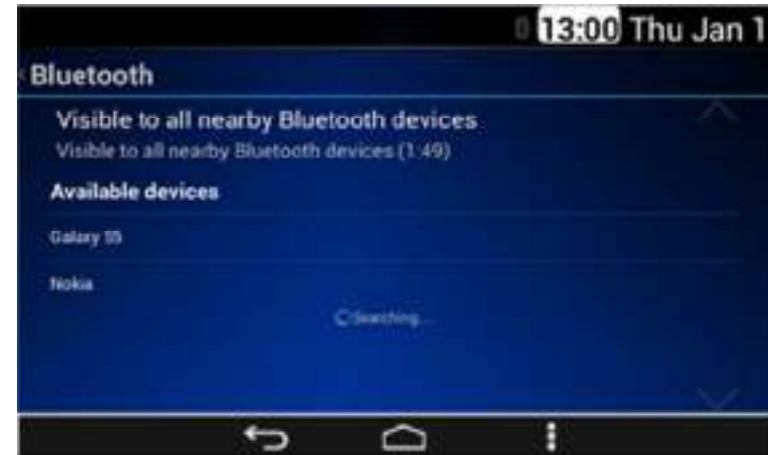 13:00 Thu Jan 1
Bluetooth
Visible to all nearby Bluetooth devices
Visible to all nearby Bluetooth devices (1:49)
Available devices
Galaxy S5
Nokia
Searching...